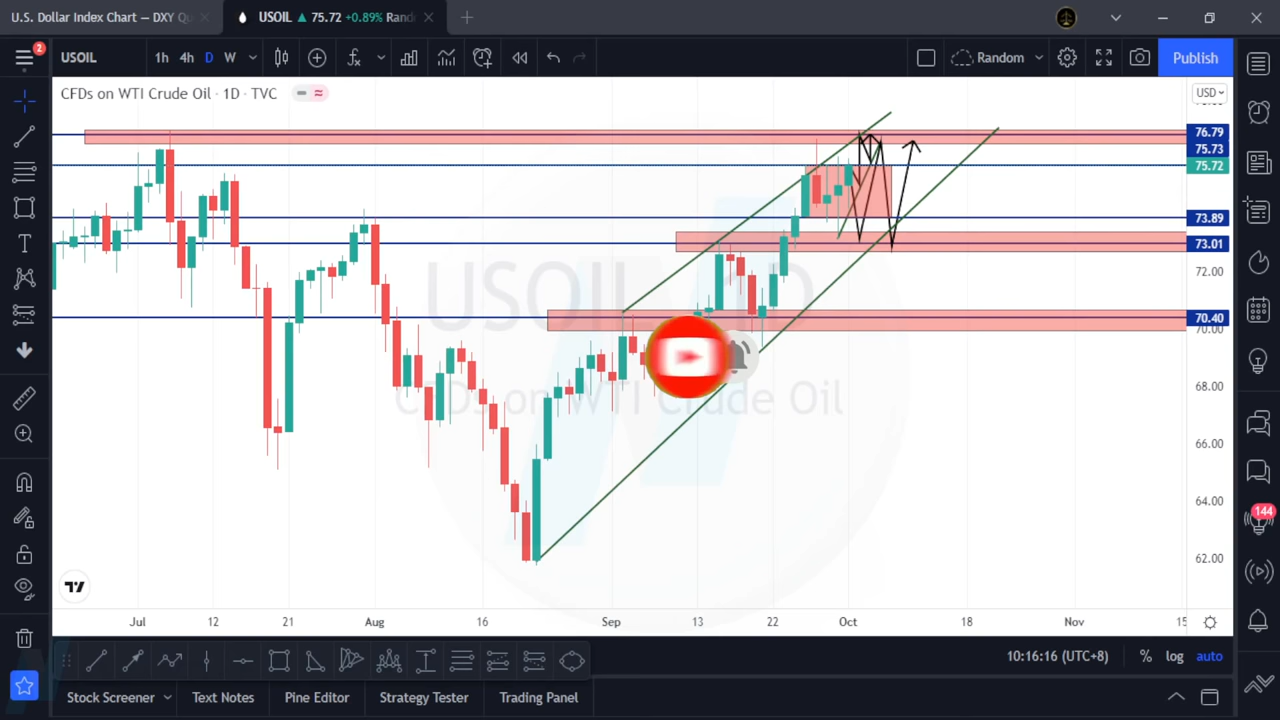 U.S. Dollar Index Chart — DXY Qu
USOIL ▲ 75.72 +0.89% Rand
2
USOIL
1h 4h D W
Random
Publish
CFDs on WTI Crude Oil · 1D · TVC
USD
76.79
75.73
75.72
73.89
73.01
72.00
70.40
70.00
68.00
66.00
64.00
62.00
USOIL, 1D
CFDs on WTI Crude Oil
Jul 12 21 Aug 16 Sep 13 22 Oct 18 Nov 15
144
10:16:16 (UTC+8) % log auto
Stock Screener Text Notes Pine Editor Strategy Tester Trading Panel